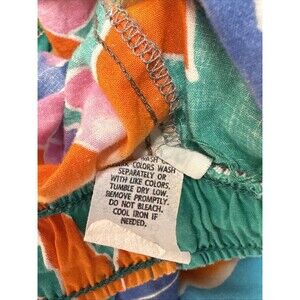 WASH
COLORS WASH
SEPARATELY OR
WITH LIKE COLORS.
TUMBLE DRY LOW.
REMOVE PROMPTLY.
DO NOT BLEACH.
COOL IRON IF
NEEDED.